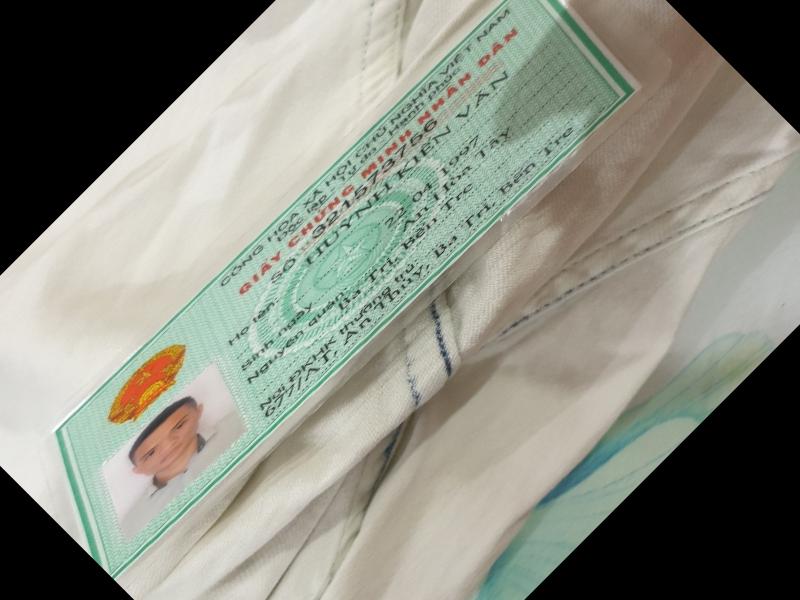 CỘNG HÒA XÃ HỘI CHỦ NGHĨA VIỆT NAM
Độc lập - Tự do - Hạnh phúc
GIẤY CHỨNG MINH NHÂN DÂN
SỐ 321573756
Họ tên HUỲNH KIẾN VĂN
Sinh ngày 22-04-1997
Nguyên quán An Hòa Tây
Ba Tri, Bến Tre
Nơi ĐKHK thường trú
677/AT, An Thủy, Ba Tri, Bến Tre